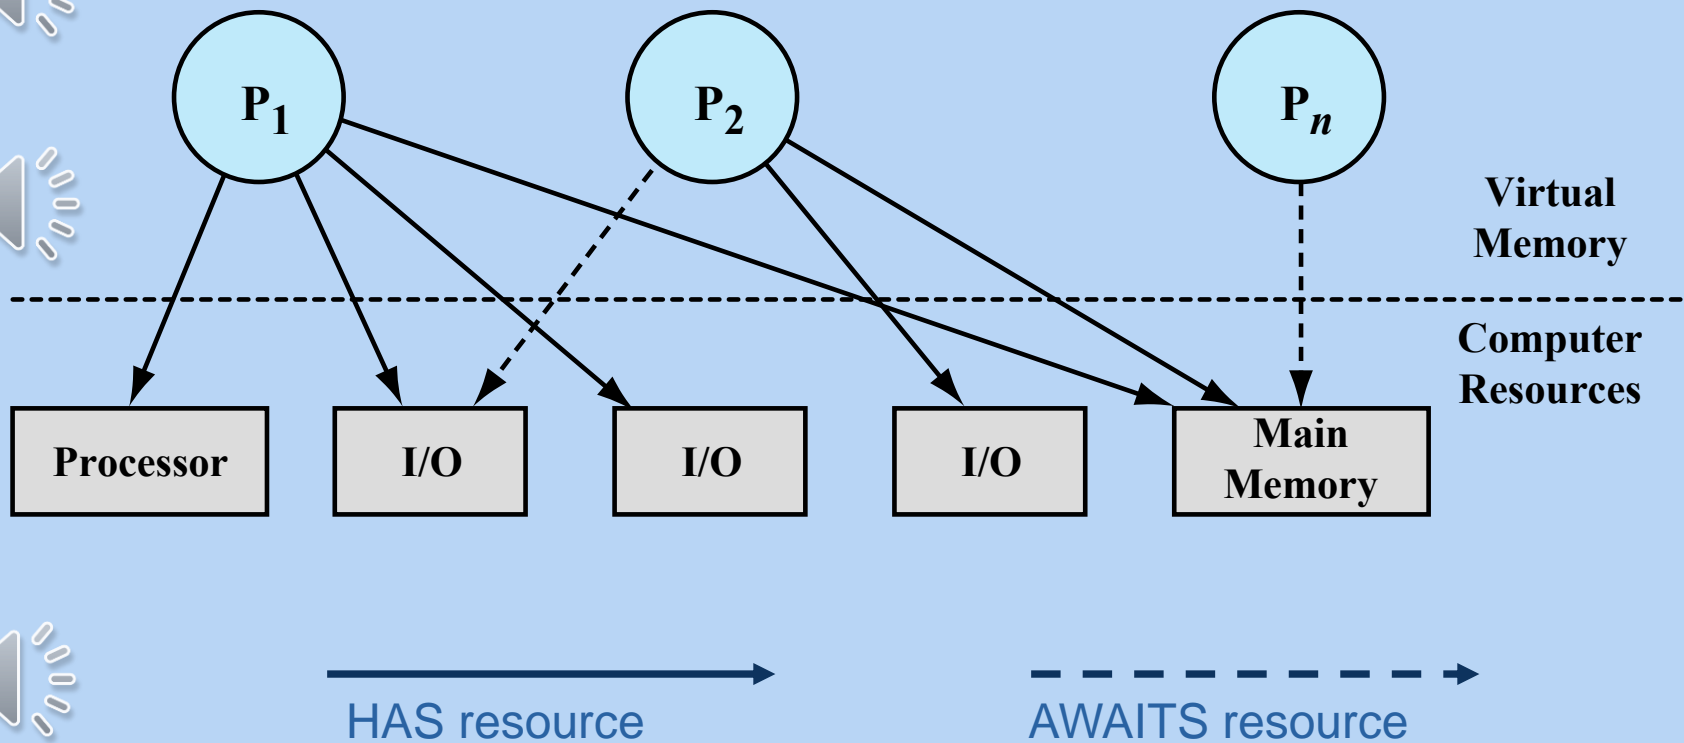 P₁
P₂
Pₙ
Virtual
Memory
Computer
Resources
Processor
I/O
I/O
I/O
Main
Memory
HAS resource
AWAITS resource